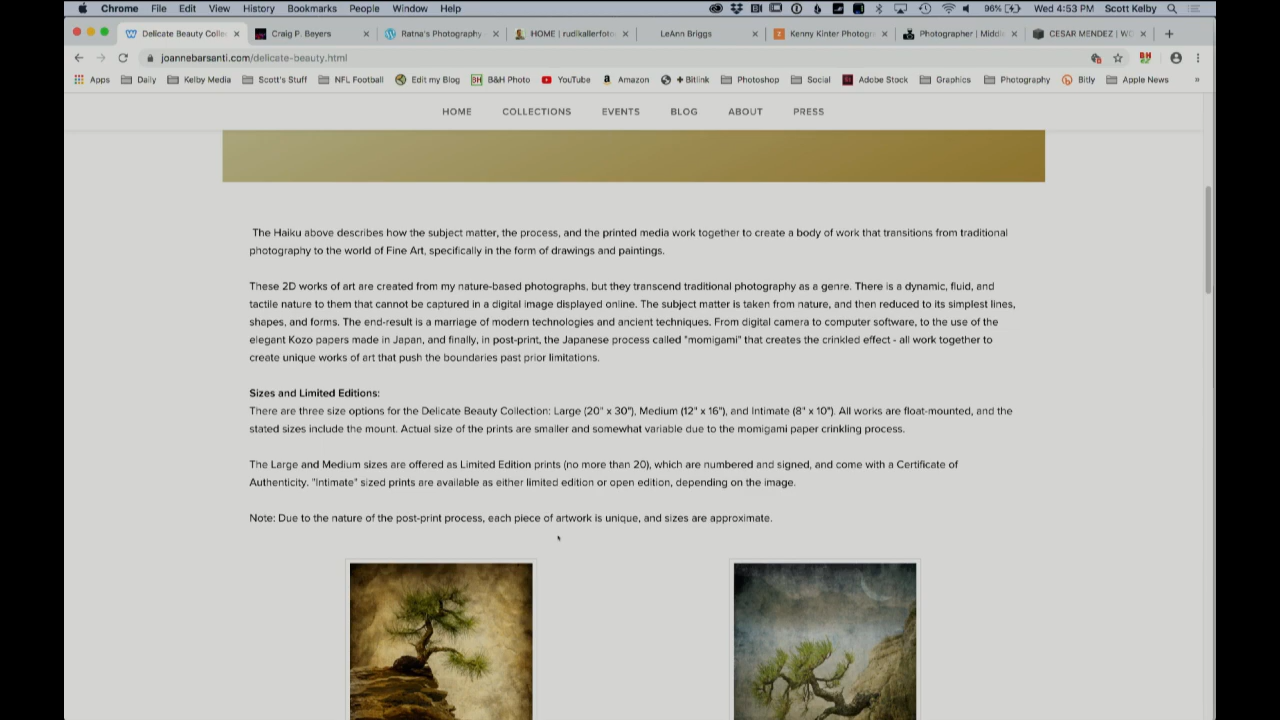 Chrome File Edit View History Bookmarks People Window Help 96% Wed 4:53 PM Scott Kelby
Delicate Beauty Colle Craig P. Beyers Ratna's Photography HOME | rudikallerfoto LeAnn Briggs Kenny Kinter Photogr Photographer | Middl CESAR MENDEZ | WO
joannebarsanti.com/delicate-beauty.html
Apps Daily Kelby Media Scott's Stuff NFL Football Edit my Blog B&H Photo YouTube Amazon + Bitlink Photoshop Social Adobe Stock Graphics Photography Bitly Apple News »
HOME COLLECTIONS EVENTS BLOG ABOUT PRESS
The Haiku above describes how the subject matter, the process, and the printed media work together to create a body of work that transitions from traditional
photography to the world of Fine Art, specifically in the form of drawings and paintings.
These 2D works of art are created from my nature-based photographs, but they transcend traditional photography as a genre. There is a dynamic, fluid, and
tactile nature to them that cannot be captured in a digital image displayed online. The subject matter is taken from nature, and then reduced to its simplest lines,
shapes, and forms. The end-result is a marriage of modern technologies and ancient techniques. From digital camera to computer software, to the use of the
elegant Kozo papers made in Japan, and finally, in post-print, the Japanese process called "momigami" that creates the crinkled effect - all work together to
create unique works of art that push the boundaries past prior limitations.
Sizes and Limited Editions:
There are three size options for the Delicate Beauty Collection: Large (20" x 30"), Medium (12" x 16"), and Intimate (8" x 10"). All works are float-mounted, and the
stated sizes include the mount. Actual size of the prints are smaller and somewhat variable due to the momigami paper crinkling process.
The Large and Medium sizes are offered as Limited Edition prints (no more than 20), which are numbered and signed, and come with a Certificate of
Authenticity. "Intimate" sized prints are available as either limited edition or open edition, depending on the image.
Note: Due to the nature of the post-print process, each piece of artwork is unique, and sizes are approximate.